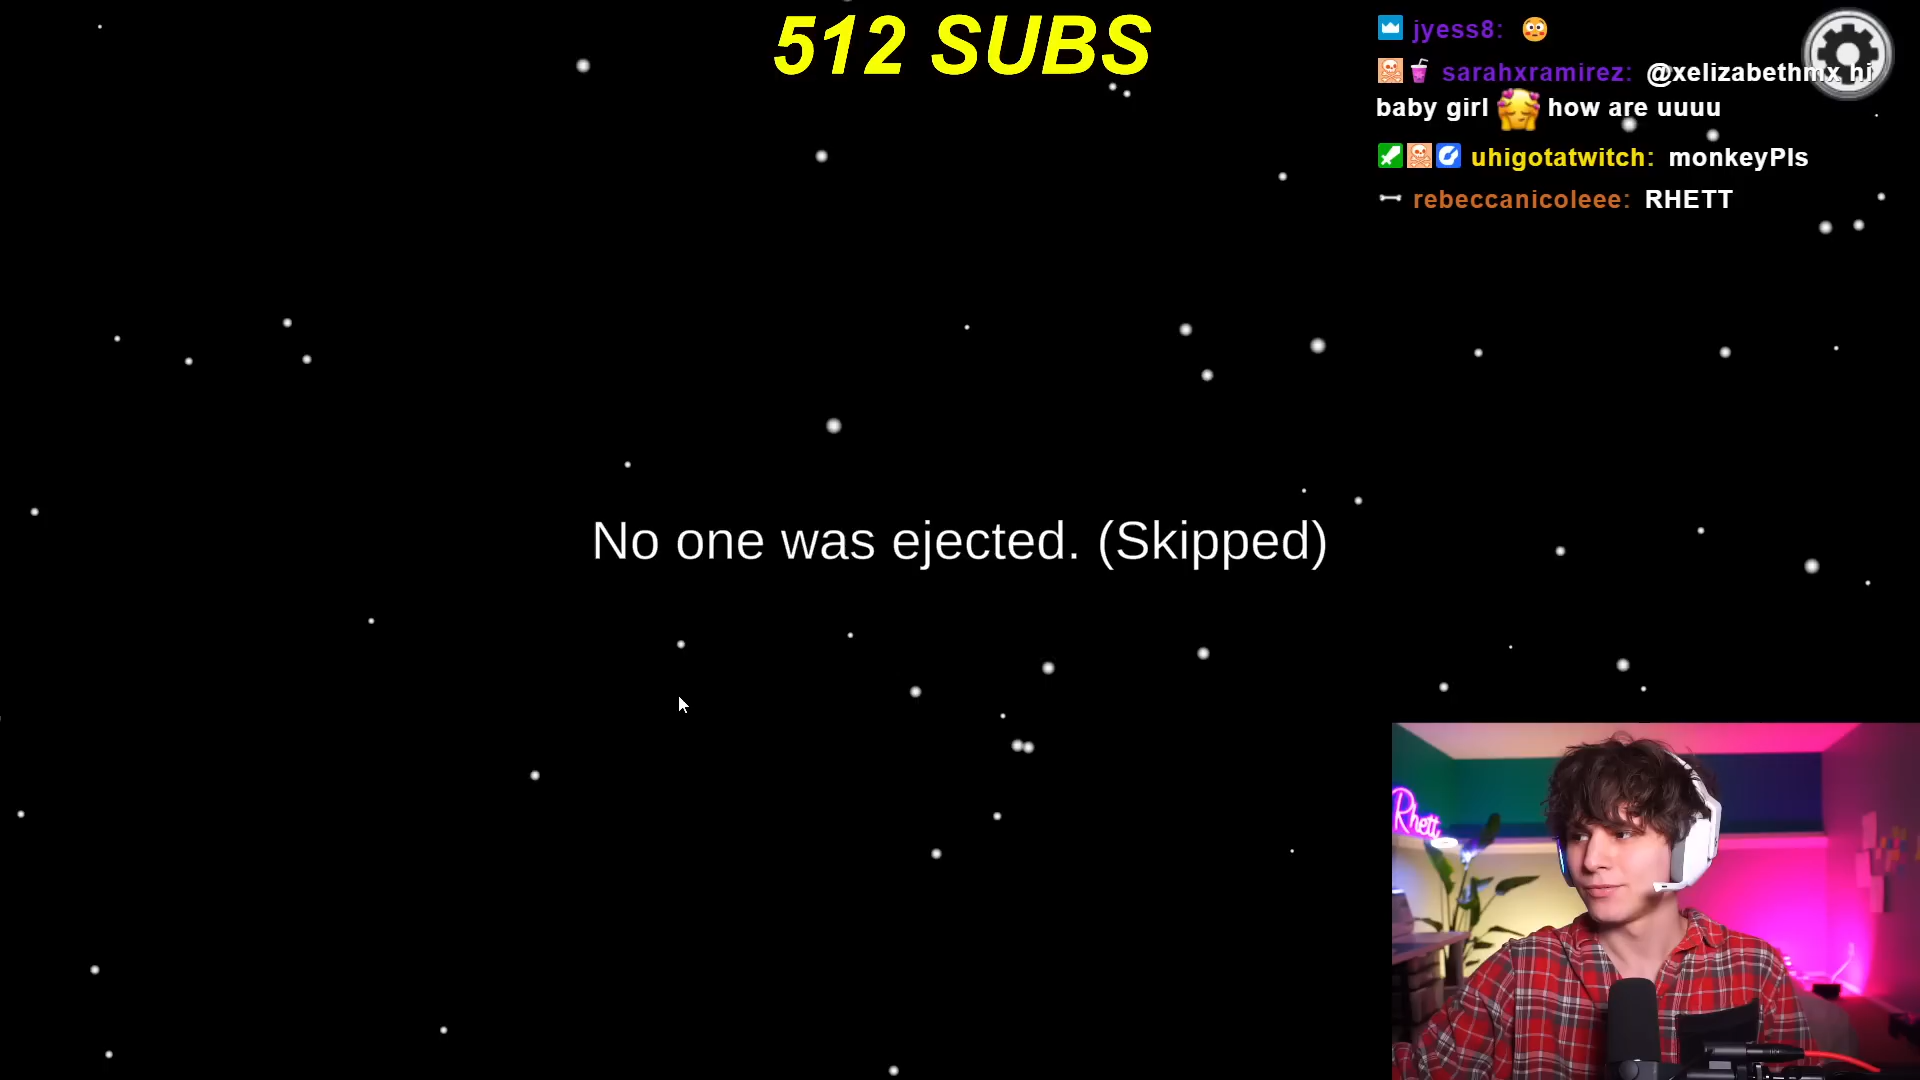 512 SUBS
jyess8:
sarahxramirez: @xelizabethmx hi
baby girl how are uuuu
uhigotatwitch: monkeyPls
rebeccanicoleee: RHETT
No one was ejected. (Skipped)
Rhett